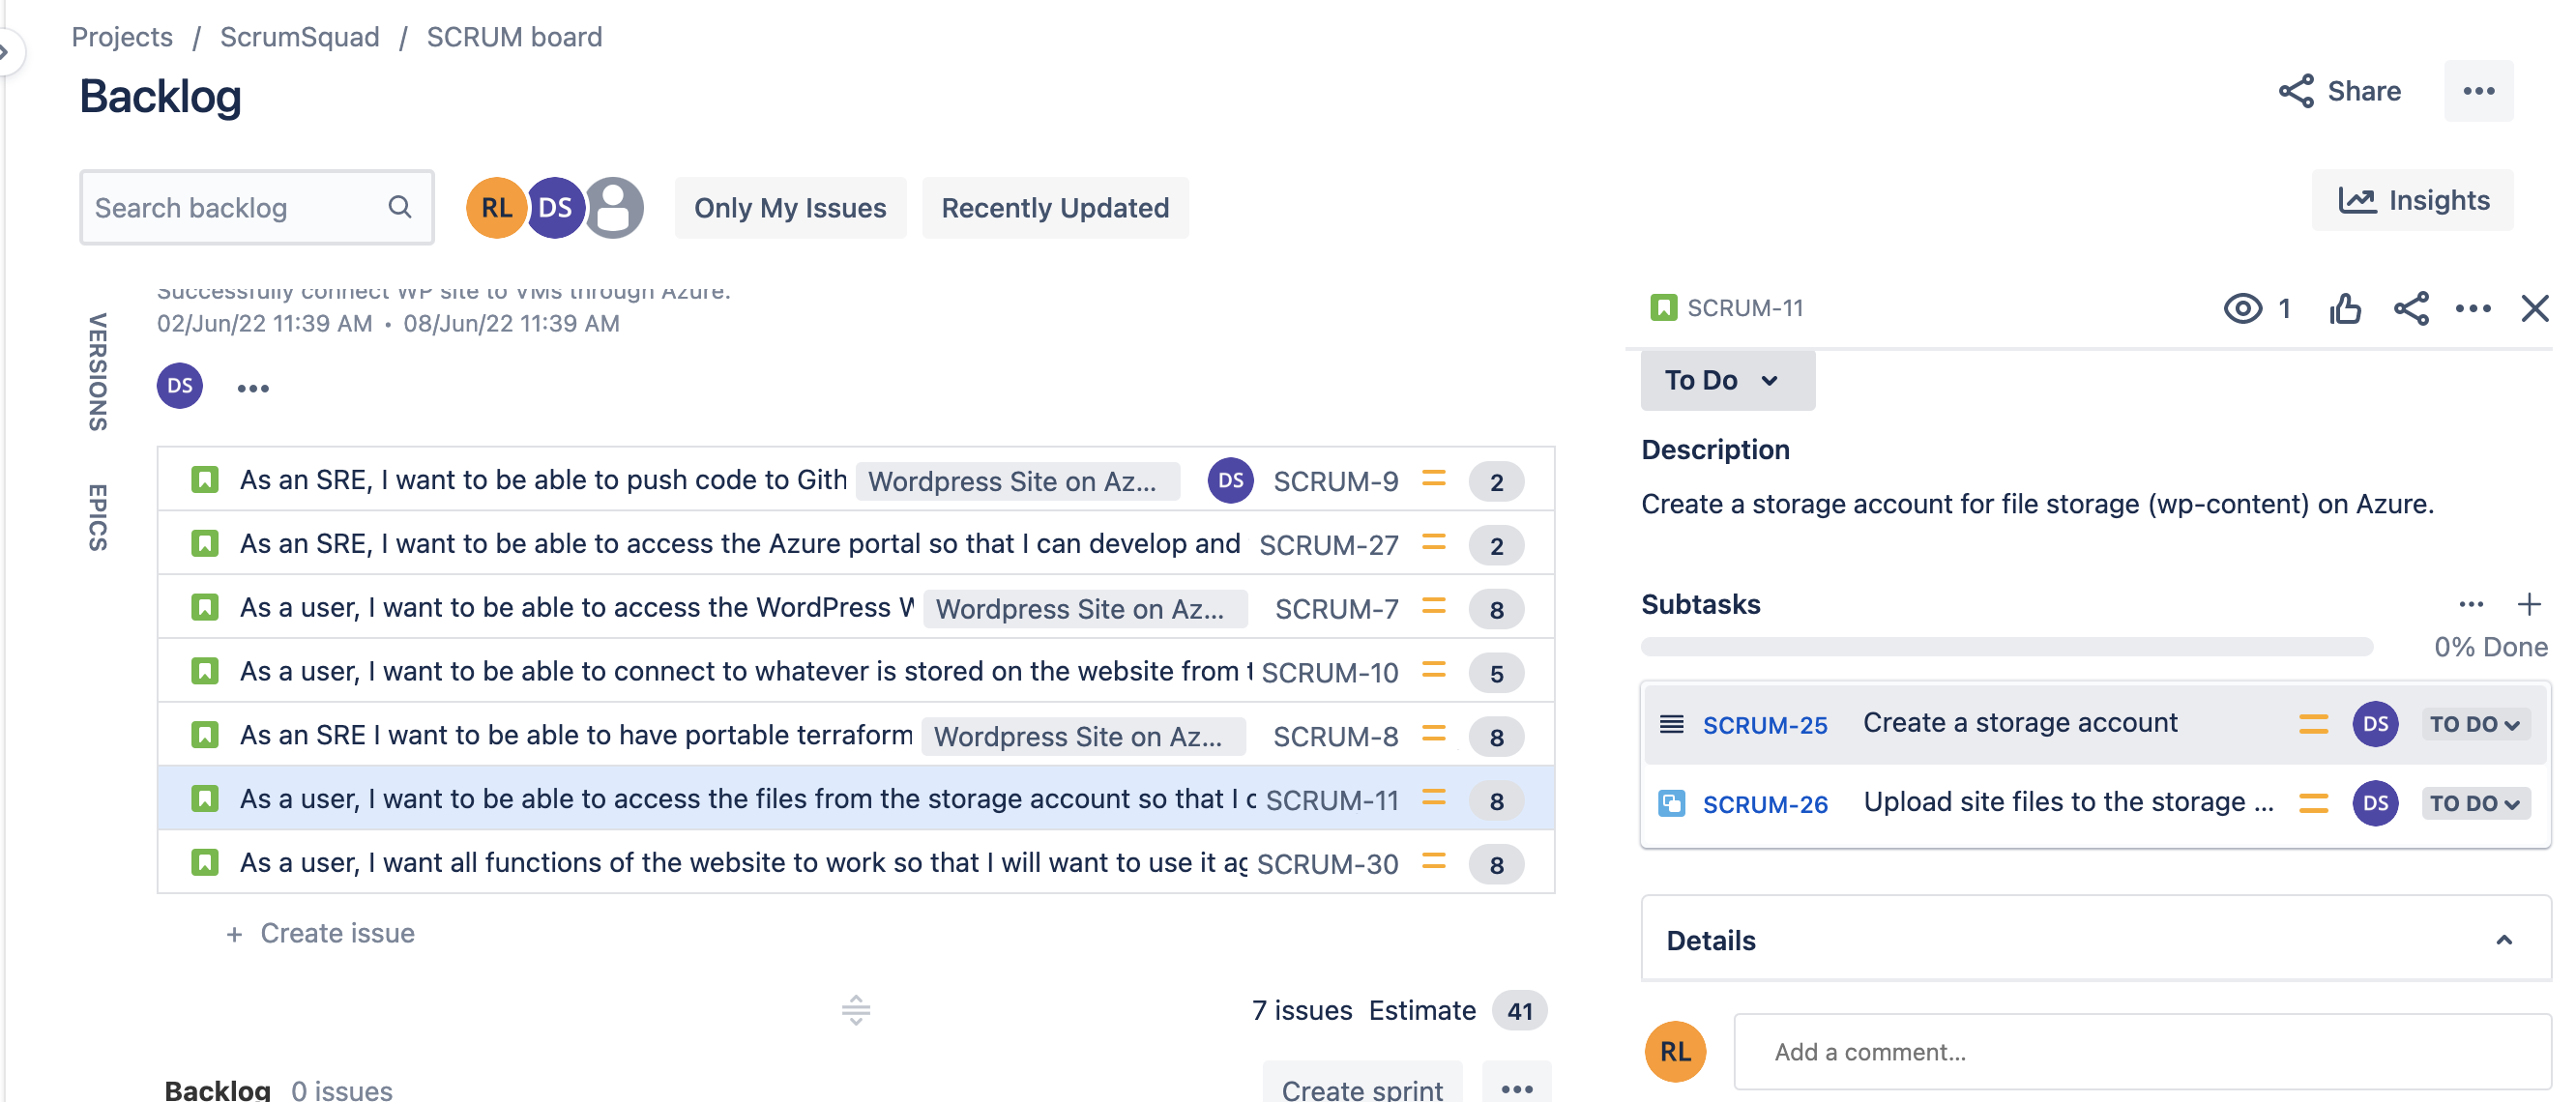 Projects / ScrumSquad / SCRUM board
Backlog
Share
Search backlog
RL DS
Only My Issues
Recently Updated
Insights
VERSIONS
EPICS
Successfully connect WP site to VMs through Azure.
02/Jun/22 11:39 AM • 08/Jun/22 11:39 AM
DS
As an SRE, I want to be able to push code to Gith Wordpress Site on Az... DS SCRUM-9 2
As an SRE, I want to be able to access the Azure portal so that I can develop and SCRUM-27 2
As a user, I want to be able to access the WordPress W Wordpress Site on Az... SCRUM-7 8
As a user, I want to be able to connect to whatever is stored on the website from t SCRUM-10 5
As an SRE I want to be able to have portable terraform Wordpress Site on Az... SCRUM-8 8
As a user, I want to be able to access the files from the storage account so that I c SCRUM-11 8
As a user, I want all functions of the website to work so that I will want to use it ag SCRUM-30 8
+ Create issue
7 issues Estimate 41
Backlog 0 issues
Create sprint
SCRUM-11
1
To Do
Description
Create a storage account for file storage (wp-content) on Azure.
Subtasks
0% Done
SCRUM-25 Create a storage account DS TO DO
SCRUM-26 Upload site files to the storage ... DS TO DO
Details
RL
Add a comment...